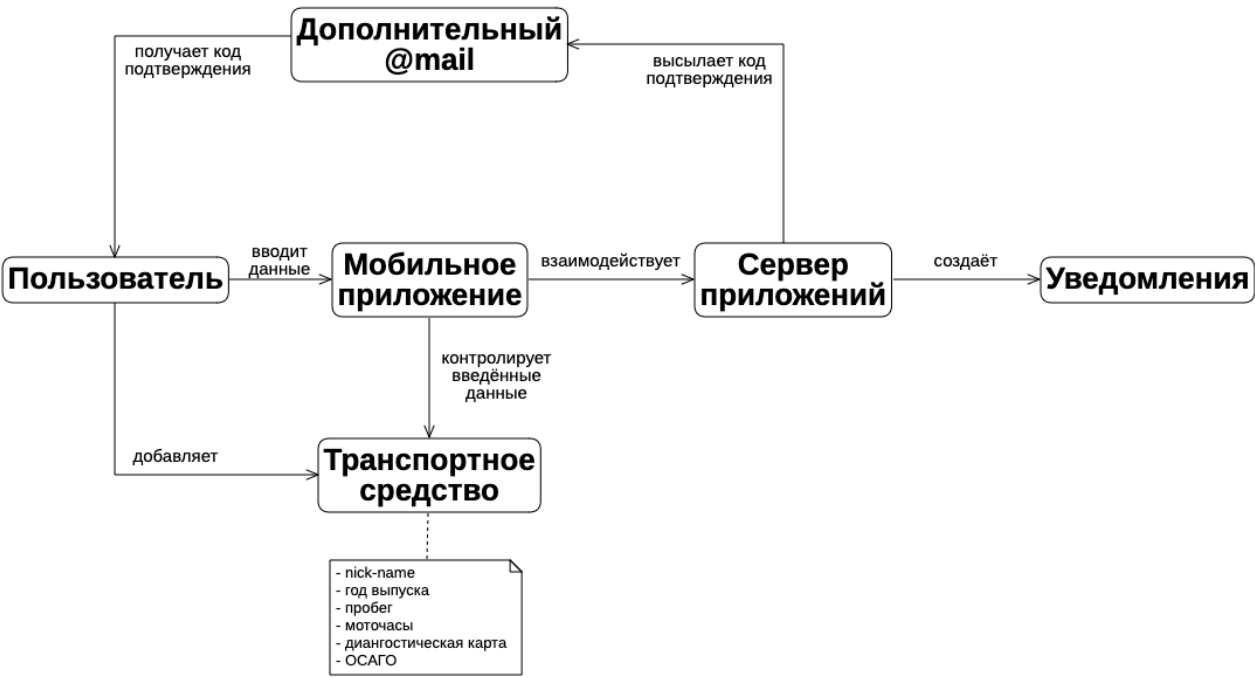 Дополнительный
@mail
получает код
подтверждения
высылает код
подтверждения
Пользователь
вводит
данные
Мобильное
приложение
взаимодействует
Сервер
приложений
создаёт
Уведомления
контролирует
введённые
данные
добавляет
Транспортное
средство
- nick-name
- год выпуска
- пробег
- моточасы
- диангостическая карта
- ОСАГО